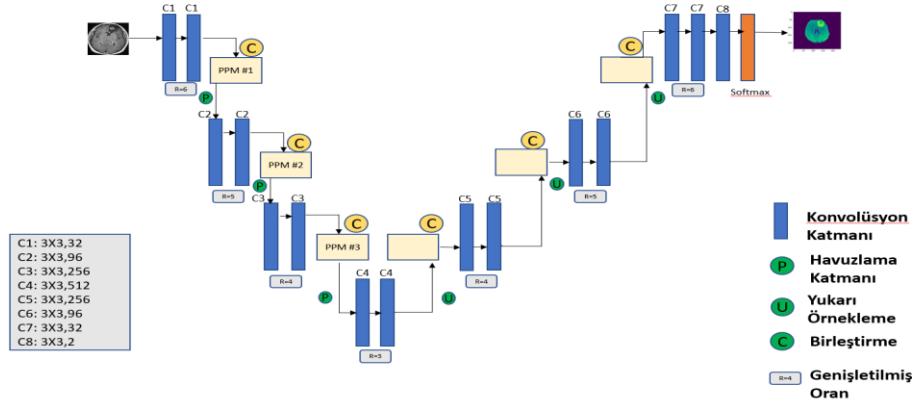 C1 C1
C
PPM #1
R=6
P
C2 C2
C
PPM #2
R=5
P
C3 C3
C
PPM #3
R=4
P
C4 C4
R=3
U
C
C5 C5
R=4
U
C
C6 C6
R=5
U
C
C7 C7 C8
R=6
Softmax
C1: 3X3,32
C2: 3X3,96
C3: 3X3,256
C4: 3X3,512
C5: 3X3,256
C6: 3X3,96
C7: 3X3,32
C8: 3X3,2
Konvolüsyon
Katmanı
P Havuzlama
Katmanı
U Yukarı
Örnekleme
C Birleştirme
R=4 Genişletilmiş
Oran